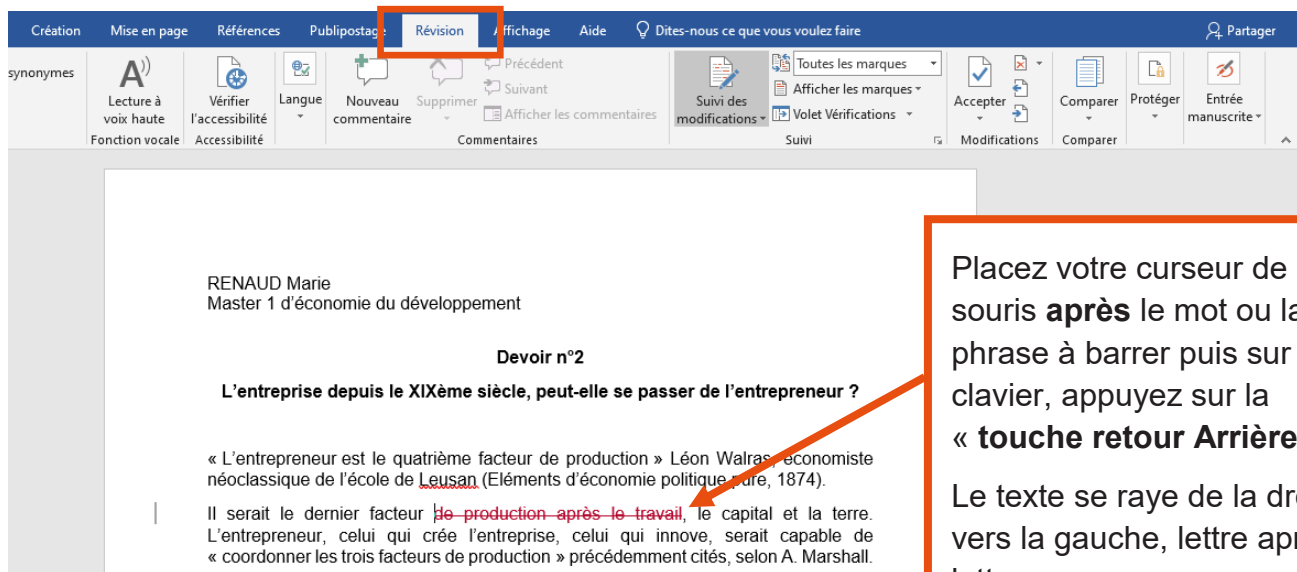 Création Mise en page Références Publipostage Révision Affichage Aide Dites-nous ce que vous voulez faire Partager
synonymes
Lecture à voix haute
Fonction vocale
Vérifier l'accessibilité
Accessibilité
Langue
Nouveau commentaire
Supprimer
Précédent
Suivant
Afficher les commentaires
Commentaires
Suivi des modifications
Toutes les marques
Afficher les marques
Volet Vérifications
Suivi
Accepter
Modifications
Comparer
Comparer
Protéger
Entrée manuscrite
RENAUD Marie
Master 1 d'économie du développement
Devoir n°2
L'entreprise depuis le XIXème siècle, peut-elle se passer de l'entrepreneur ?
« L'entrepreneur est le quatrième facteur de production » Léon Walras, économiste
néoclassique de l'école de Leusan (Eléments d'économie politique pure, 1874).
Il serait le dernier facteur de production après le travail, le capital et la terre.
L'entrepreneur, celui qui crée l'entreprise, celui qui innove, serait capable de
« coordonner les trois facteurs de production » précédemment cités, selon A. Marshall.
Placez votre curseur de
souris après le mot ou la
phrase à barrer puis sur
clavier, appuyez sur la
« touche retour Arrière
Le texte se raye de la
vers la gauche, lettre